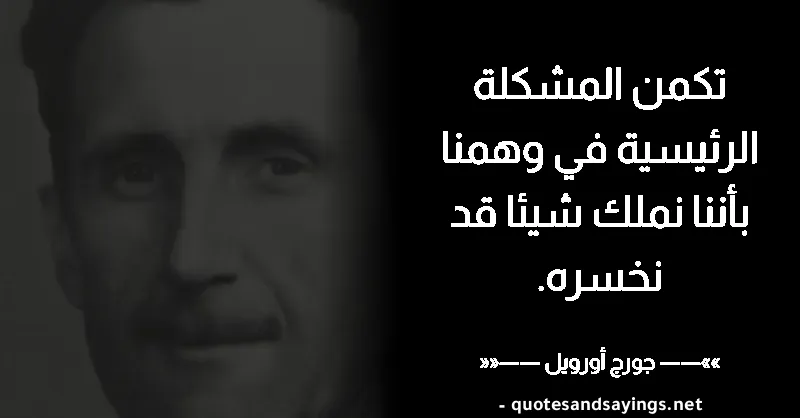 تكمن المشكلة
الرئيسية في وهمنا
بأننا نملك شيئا قد
نخسره.
»»—— جورج أورويل ——««
- quotesandsayings.net